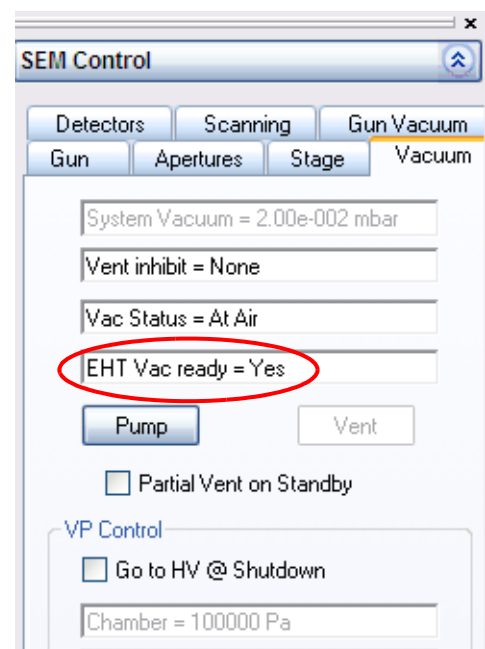 SEM Control
Detectors Scanning Gun Vacuum
Gun Apertures Stage Vacuum
System Vacuum = 2.00e-002 mbar
Vent inhibit = None
Vac Status = At Air
EHT Vac ready = Yes
Pump Vent
Partial Vent on Standby
VP Control
Go to HV @ Shutdown
Chamber = 100000 Pa